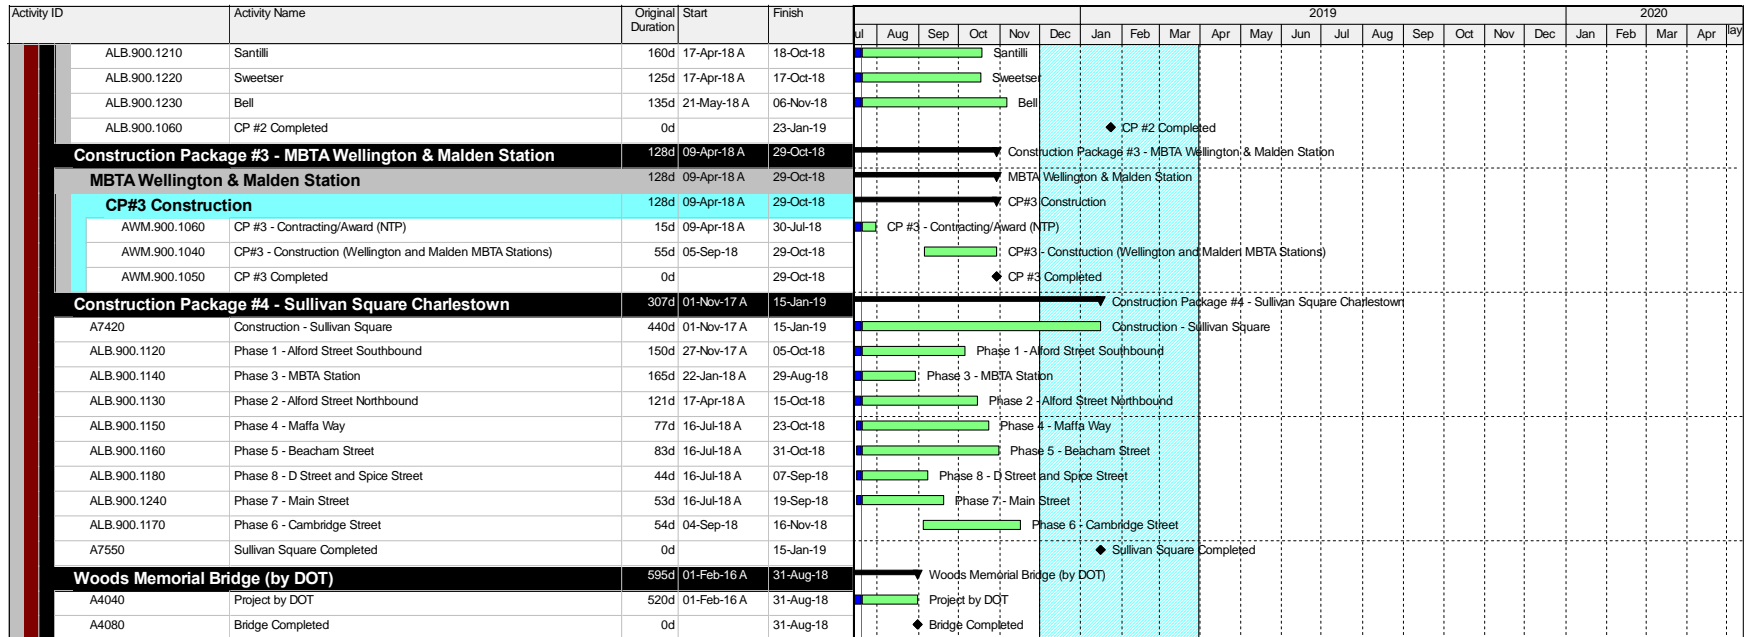 Activity ID Activity Name Original Duration Start Finish 2019 2020
ul Aug Sep Oct Nov Dec Jan Feb Mar Apr May Jun Jul Aug Sep Oct Nov Dec Jan Feb Mar Apr lay
ALB.900.1210 Santilli 160d 17-Apr-18 A 18-Oct-18 Santilli
ALB.900.1220 Sweetser 125d 17-Apr-18 A 17-Oct-18 Sweetser
ALB.900.1230 Bell 135d 21-May-18 A 06-Nov-18 Bell
ALB.900.1060 CP #2 Completed 0d 23-Jan-19 CP #2 Completed
Construction Package #3 - MBTA Wellington & Malden Station 128d 09-Apr-18 A 29-Oct-18 Construction Package #3 - MBTA Wellington & Malden Station
MBTA Wellington & Malden Station 128d 09-Apr-18 A 29-Oct-18 MBTA Wellington & Malden Station
CP#3 Construction 128d 09-Apr-18 A 29-Oct-18 CP#3 Construction
AWM.900.1060 CP #3 - Contracting/Award (NTP) 15d 09-Apr-18 A 30-Jul-18 CP #3 - Contracting/Award (NTP)
AWM.900.1040 CP#3 - Construction (Wellington and Malden MBTA Stations) 55d 05-Sep-18 29-Oct-18 CP#3 - Construction (Wellington and Malden MBTA Stations)
AWM.900.1050 CP #3 Completed 0d 29-Oct-18 CP #3 Completed
Construction Package #4 - Sullivan Square Charlestown 307d 01-Nov-17 A 15-Jan-19 Construction Package #4 - Sullivan Square Charlestown
A7420 Construction - Sullivan Square 440d 01-Nov-17 A 15-Jan-19 Construction - Sullivan Square
ALB.900.1120 Phase 1 - Alford Street Southbound 150d 27-Nov-17 A 05-Oct-18 Phase 1 - Alford Street Southbound
ALB.900.1140 Phase 3 - MBTA Station 165d 22-Jan-18 A 29-Aug-18 Phase 3 - MBTA Station
ALB.900.1130 Phase 2 - Alford Street Northbound 121d 17-Apr-18 A 15-Oct-18 Phase 2 - Alford Street Northbound
ALB.900.1150 Phase 4 - Maffa Way 77d 16-Jul-18 A 23-Oct-18 Phase 4 - Maffa Way
ALB.900.1160 Phase 5 - Beacham Street 83d 16-Jul-18 A 31-Oct-18 Phase 5 - Beacham Street
ALB.900.1180 Phase 8 - D Street and Spice Street 44d 16-Jul-18 A 07-Sep-18 Phase 8 - D Street and Spice Street
ALB.900.1240 Phase 7 - Main Street 53d 16-Jul-18 A 19-Sep-18 Phase 7 - Main Street
ALB.900.1170 Phase 6 - Cambridge Street 54d 04-Sep-18 16-Nov-18 Phase 6 - Cambridge Street
A7550 Sullivan Square Completed 0d 15-Jan-19 Sullivan Square Completed
Woods Memorial Bridge (by DOT) 595d 01-Feb-16 A 31-Aug-18 Woods Memorial Bridge (by DOT)
A4040 Project by DOT 520d 01-Feb-16 A 31-Aug-18 Project by DOT
A4080 Bridge Completed 0d 31-Aug-18 Bridge Completed